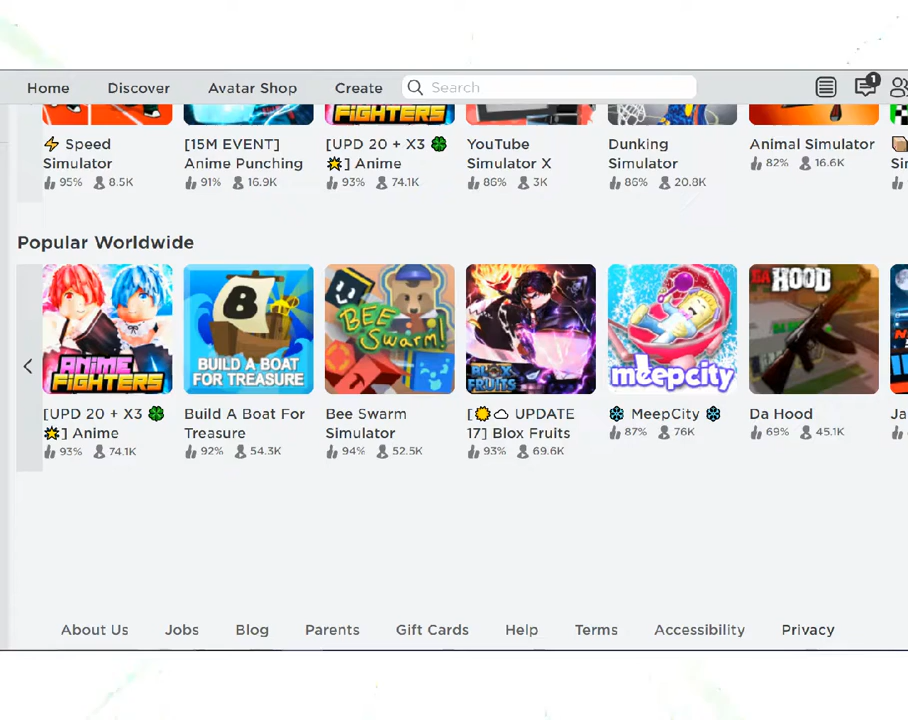 Home Discover Avatar Shop Create Search 1
FIGHTERS
⚡ Speed
Simulator
95% 8.5K
[15M EVENT]
Anime Punching
91% 16.9K
[UPD 20 + X3 🍀
🌟] Anime
93% 74.1K
YouTube
Simulator X
86% 3K
Dunking
Simulator
86% 20.8K
Animal Simulator
82% 16.6K
Popular Worldwide
ANIME
FIGHTERS
[UPD 20 + X3 🍀
🌟] Anime
93% 74.1K
B
BUILD A BOAT
FOR TREASURE
Build A Boat For
Treasure
92% 54.3K
BEE
SWARM!
Bee Swarm
Simulator
94% 52.5K
BLOX
FRUITS
[☀️☁️ UPDATE
17] Blox Fruits
93% 69.6K
meepcity
❄️ MeepCity ❄️
87% 76K
DA HOOD
Da Hood
69% 45.1K
Ja
About Us Jobs Blog Parents Gift Cards Help Terms Accessibility Privacy